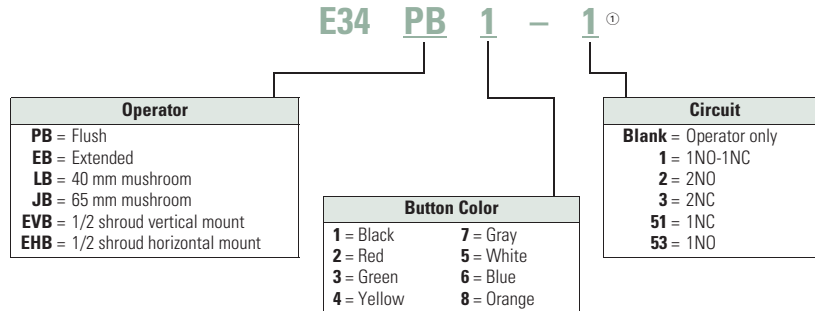 E34 PB 1 – 1 ①
Operator
PB = Flush
EB = Extended
LB = 40 mm mushroom
JB = 65 mm mushroom
EVB = 1/2 shroud vertical mount
EHB = 1/2 shroud horizontal mount
Button Color
1 = Black 7 = Gray
2 = Red 5 = White
3 = Green 6 = Blue
4 = Yellow 8 = Orange
Circuit
Blank = Operator only
1 = 1NO-1NC
2 = 2NO
3 = 2NC
51 = 1NC
53 = 1NO